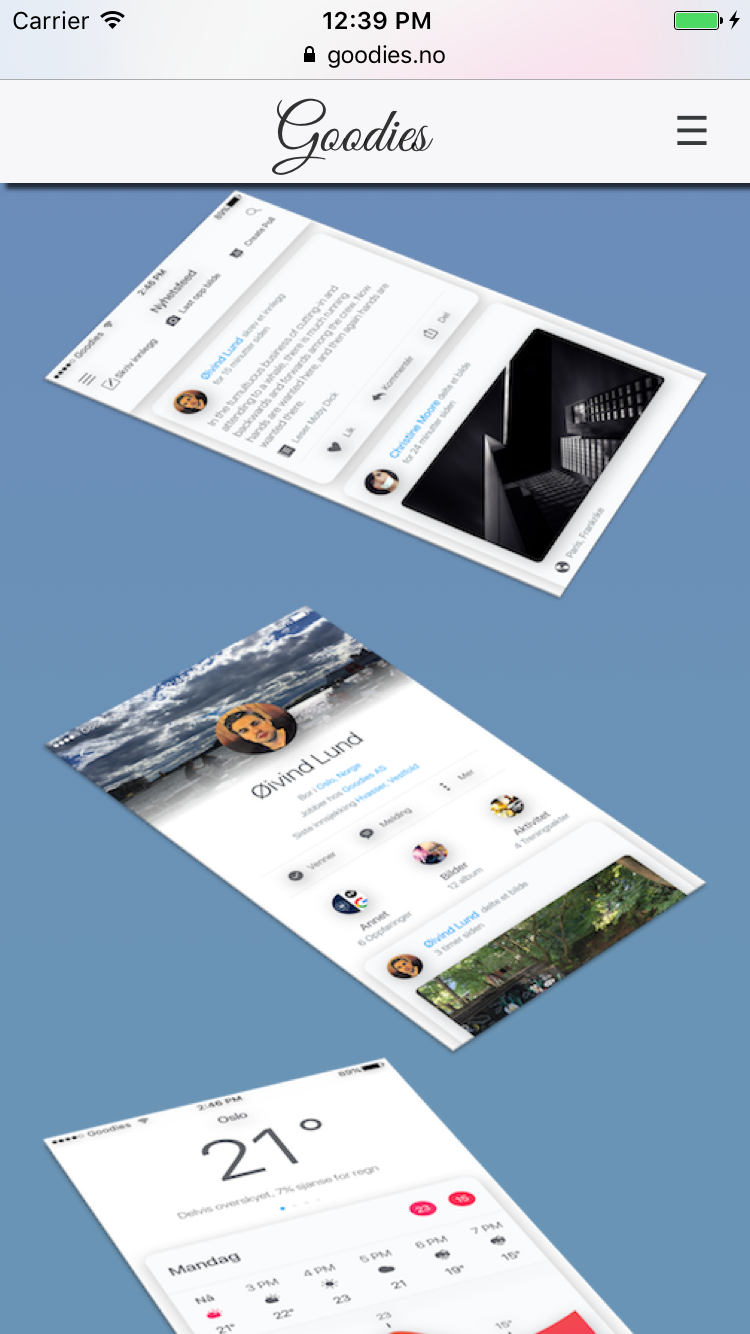 Carrier 12:39 PM
goodies.no
Goodies
Goodies 2:46 PM 89%
Nyhetsfeed
Skriv innlegg Last opp bilde Create Poll
Øivind Lund skrev et innlegg
for 15 minutter siden
In the tumultuous business of cutting-in and
attending to a whale, there is much running
backwards and forwards among the crew. Now
hands are wanted here, and then again hands are
wanted there.
Leser Moby Dick
Lik Kommentér Del
Christine Moore delte et bilde
for 24 minutter siden
Paris, Frankrike
Øivind Lund
Bor i Oslo, Norge
Jobber hos Goodies AS
Siste innsjekking Hvasser, Vestfold
Venner Melding Mer
Annet Bilder Aktivitet
6 Oppføringer 12 album 4 Treningsøkter
Øivind Lund delte et bilde
3 timer siden
Goodies 2:46 PM 89%
Oslo
21°
Delvis overskyet, 7% sjanse for regn
23 15
Mandag
Nå 3 PM 4 PM 5 PM 6 PM 7 PM
21° 22° 23 21 19° 15°
23 15°